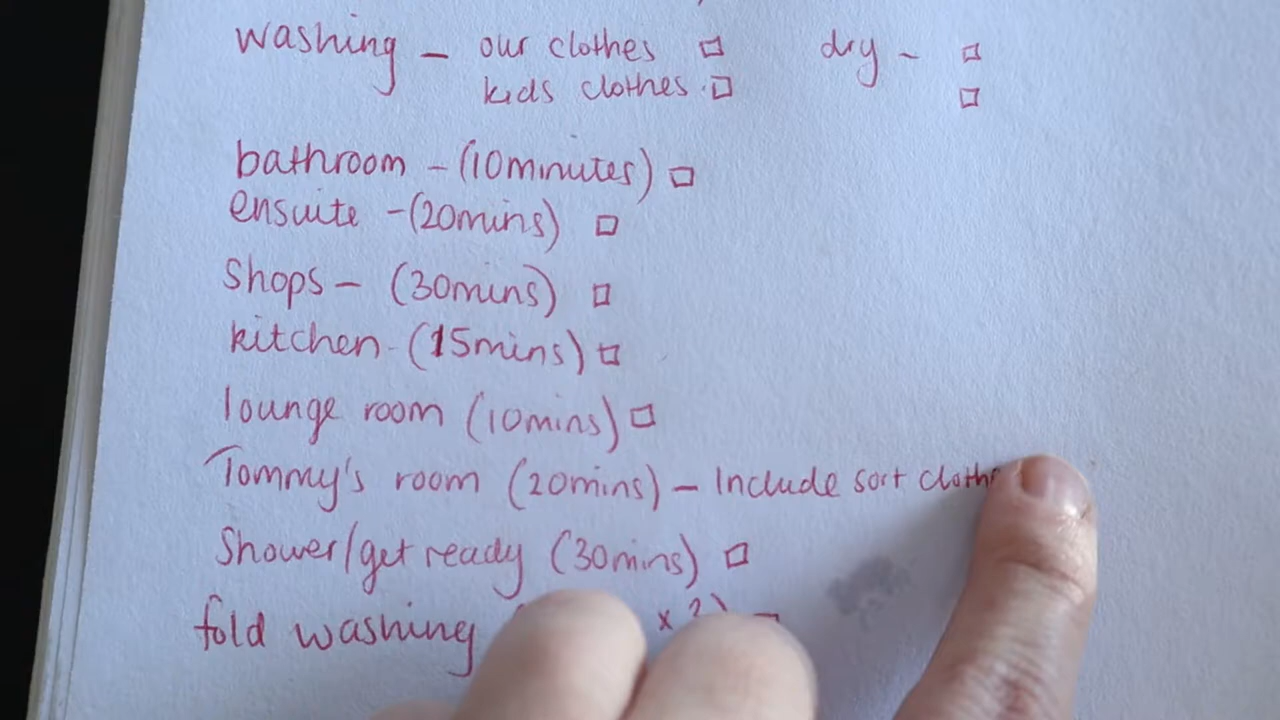 washing - our clothes □ dry - □
kids clothes □ □
bathroom - (10minutes) □
ensuite - (20mins) □
Shops - (30mins) □
kitchen - (15mins) □
lounge room (10mins) □
Tommy's room (20mins) - Include sort
Shower/get ready (30mins) □
fold washing